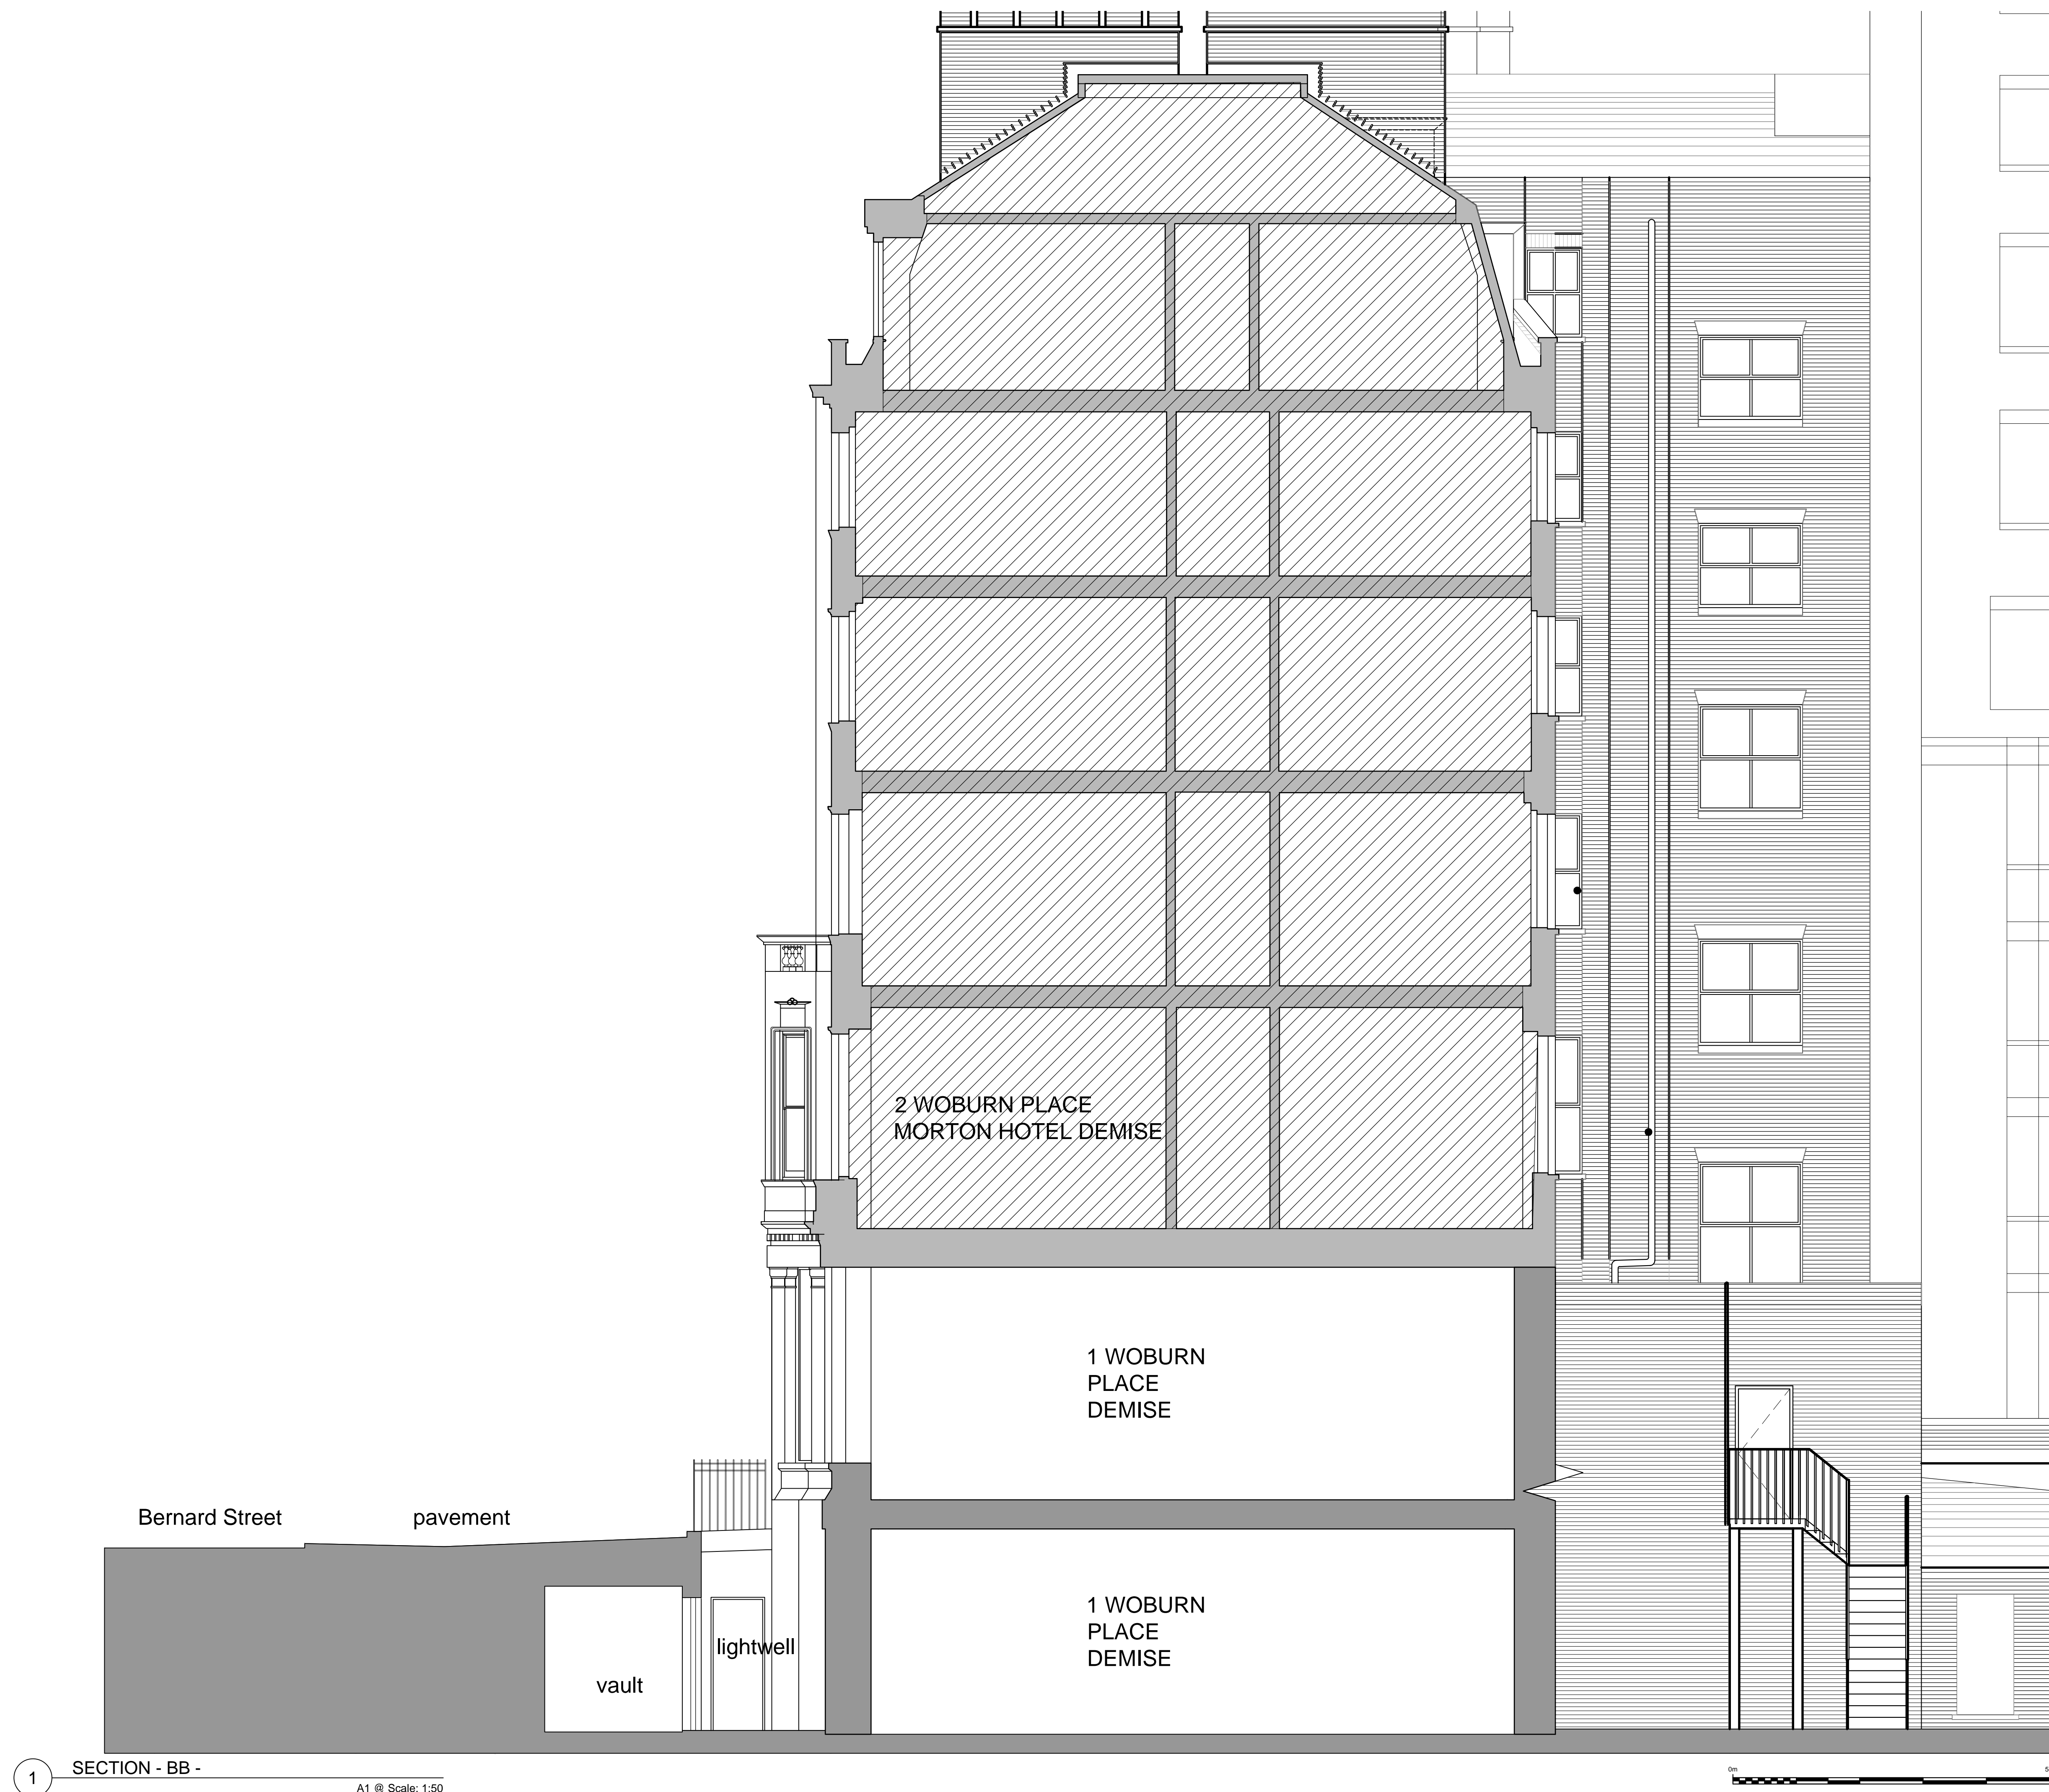 2 WOBURN PLACE
MORTON HOTEL DEMISE
1 WOBURN
PLACE
DEMISE
Bernard Street
pavement
1 WOBURN
PLACE
DEMISE
lightwell
vault
1
SECTION - BB -
A1 @ Scale: 1:50
0m
5